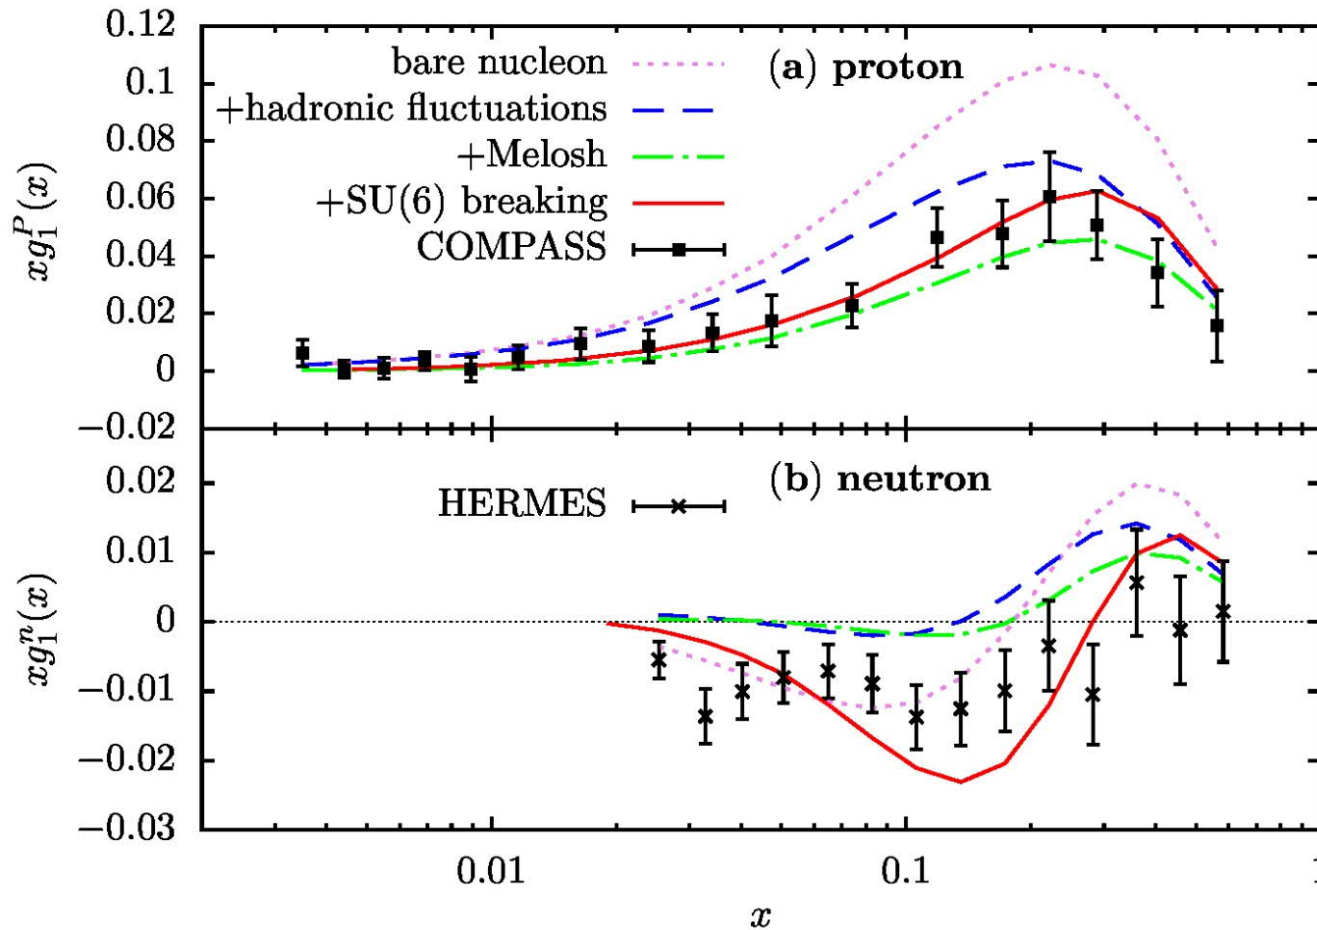 0.12
0.1
0.08
0.06
0.04
0.02
0
−0.02
xg₁ᴾ(x)
(a) proton
bare nucleon
+hadronic fluctuations
+Melosh
+SU(6) breaking
COMPASS
0.02
0.01
0
−0.01
−0.02
−0.03
xg₁ⁿ(x)
(b) neutron
HERMES
0.01 0.1 1
x